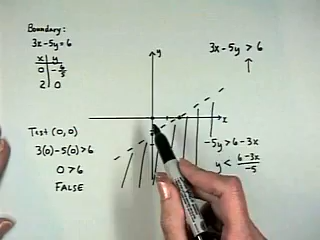 Boundary:
3x-5y=6
x y
0 -6/5
2 0
Test (0,0)
3(0)-5(0)>6
0>6
FALSE
y
x
3x-5y > 6
-5y > 6-3x
y < 6-3x/-5